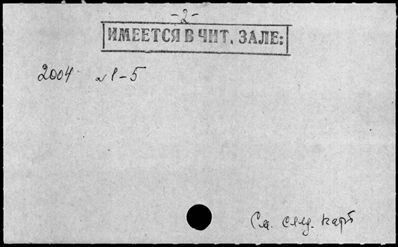 -2-
ИМЕЕТСЯ В ЧИТ. ЗАЛЕ:
2004 №1-5
См. след. карт